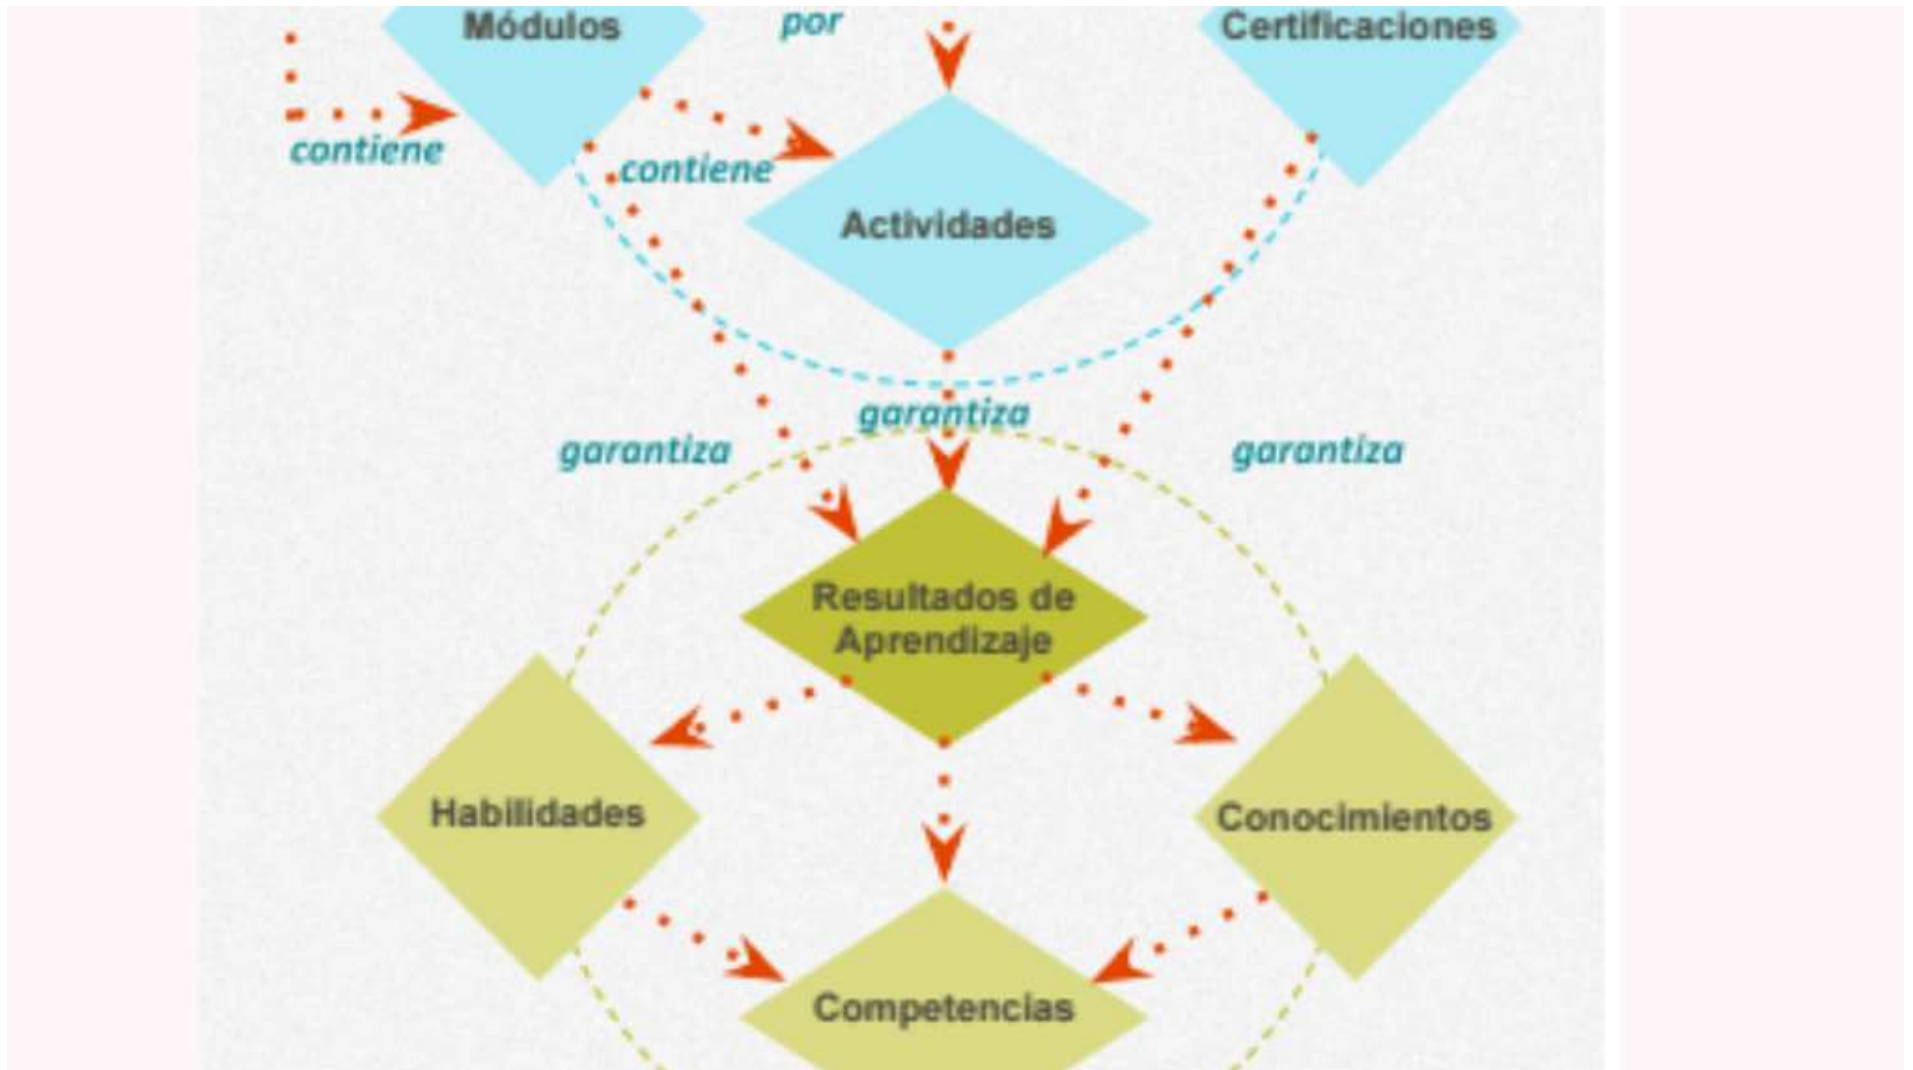 Módulos
por
Certificaciones
contiene
contiene
Actividades
garantiza
garantiza
garantiza
Resultados de
Aprendizaje
Habilidades
Conocimientos
Competencias